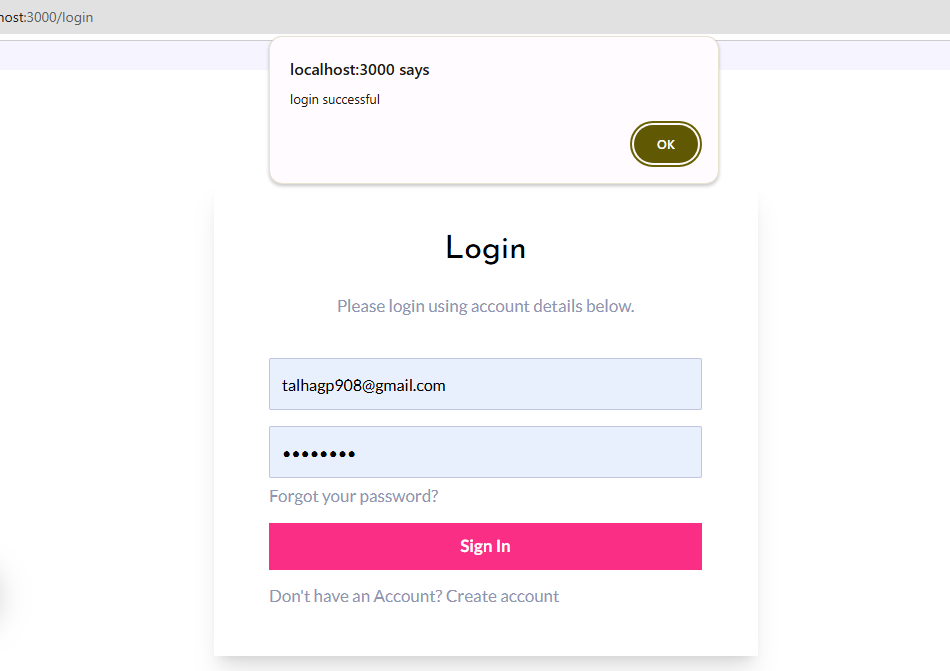 host:3000/login
localhost:3000 says
login successful
OK
Login
Please login using account details below.
talhagp908@gmail.com
••••••••
Forgot your password?
Sign In
Don't have an Account? Create account